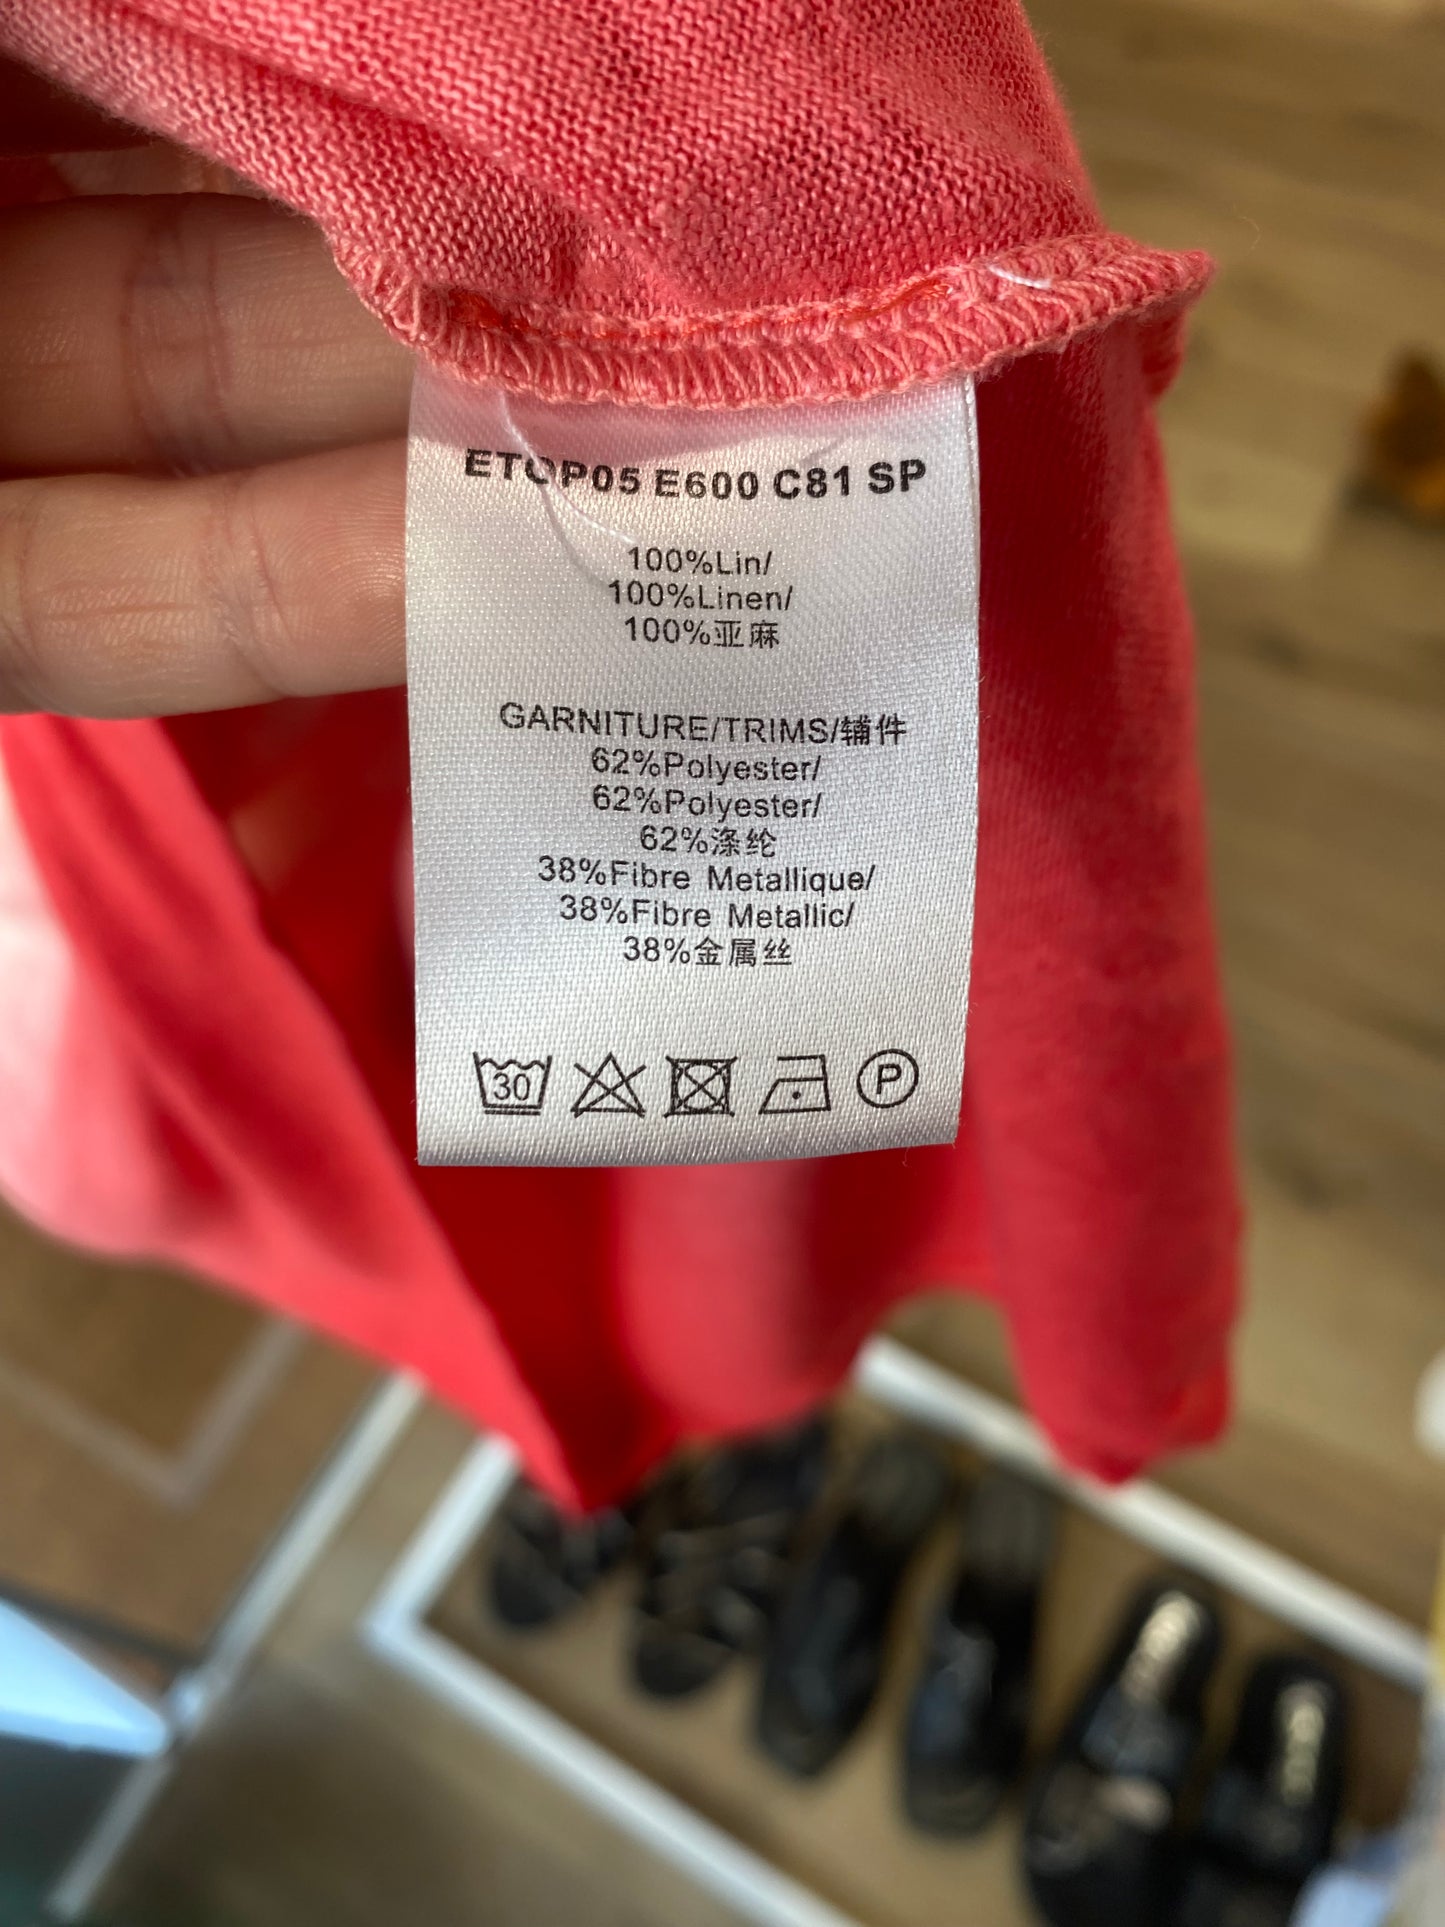 ETOP05 E600 C81 SP
100%Lin/
100%Linen/
100%亚麻
GARNITURE/TRIMS/辅件
62%Polyester/
62%Polyester/
62%涤纶
38%Fibre Metallique/
38%Fibre Metallic/
38%金属丝
30
P